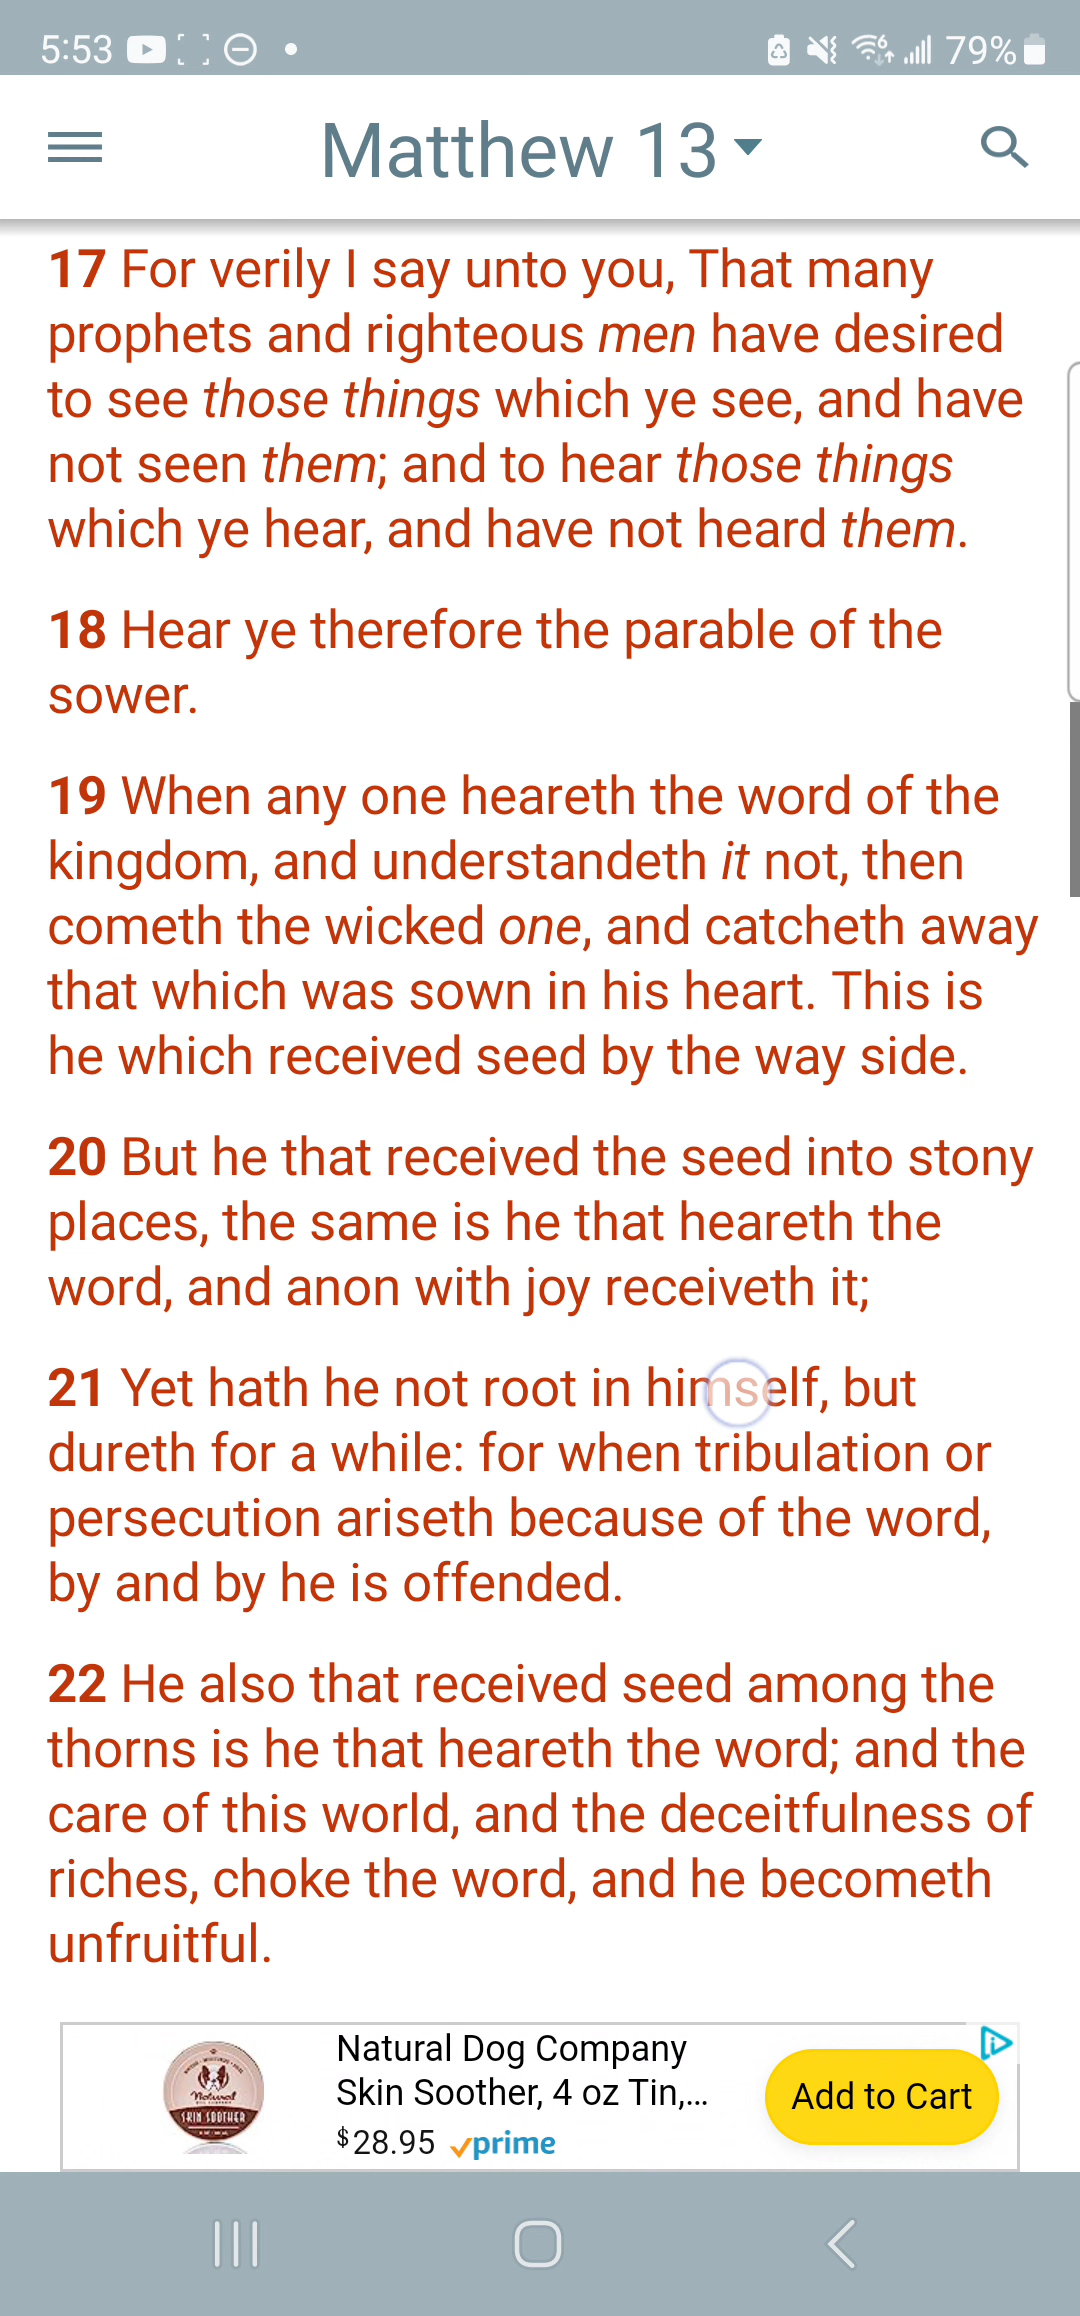 5:53
79%
Matthew 13
17 For verily I say unto you, That many
prophets and righteous men have desired
to see those things which ye see, and have
not seen them; and to hear those things
which ye hear, and have not heard them.
18 Hear ye therefore the parable of the
sower.
19 When any one heareth the word of the
kingdom, and understandeth it not, then
cometh the wicked one, and catcheth away
that which was sown in his heart. This is
he which received seed by the way side.
20 But he that received the seed into stony
places, the same is he that heareth the
word, and anon with joy receiveth it;
21 Yet hath he not root in himself, but
dureth for a while: for when tribulation or
persecution ariseth because of the word,
by and by he is offended.
22 He also that received seed among the
thorns is he that heareth the word; and the
care of this world, and the deceitfulness of
riches, choke the word, and he becometh
unfruitful.
Natural
SKIN SOOTHER
Natural Dog Company
Skin Soother, 4 oz Tin,...
$28.95 prime
Add to Cart